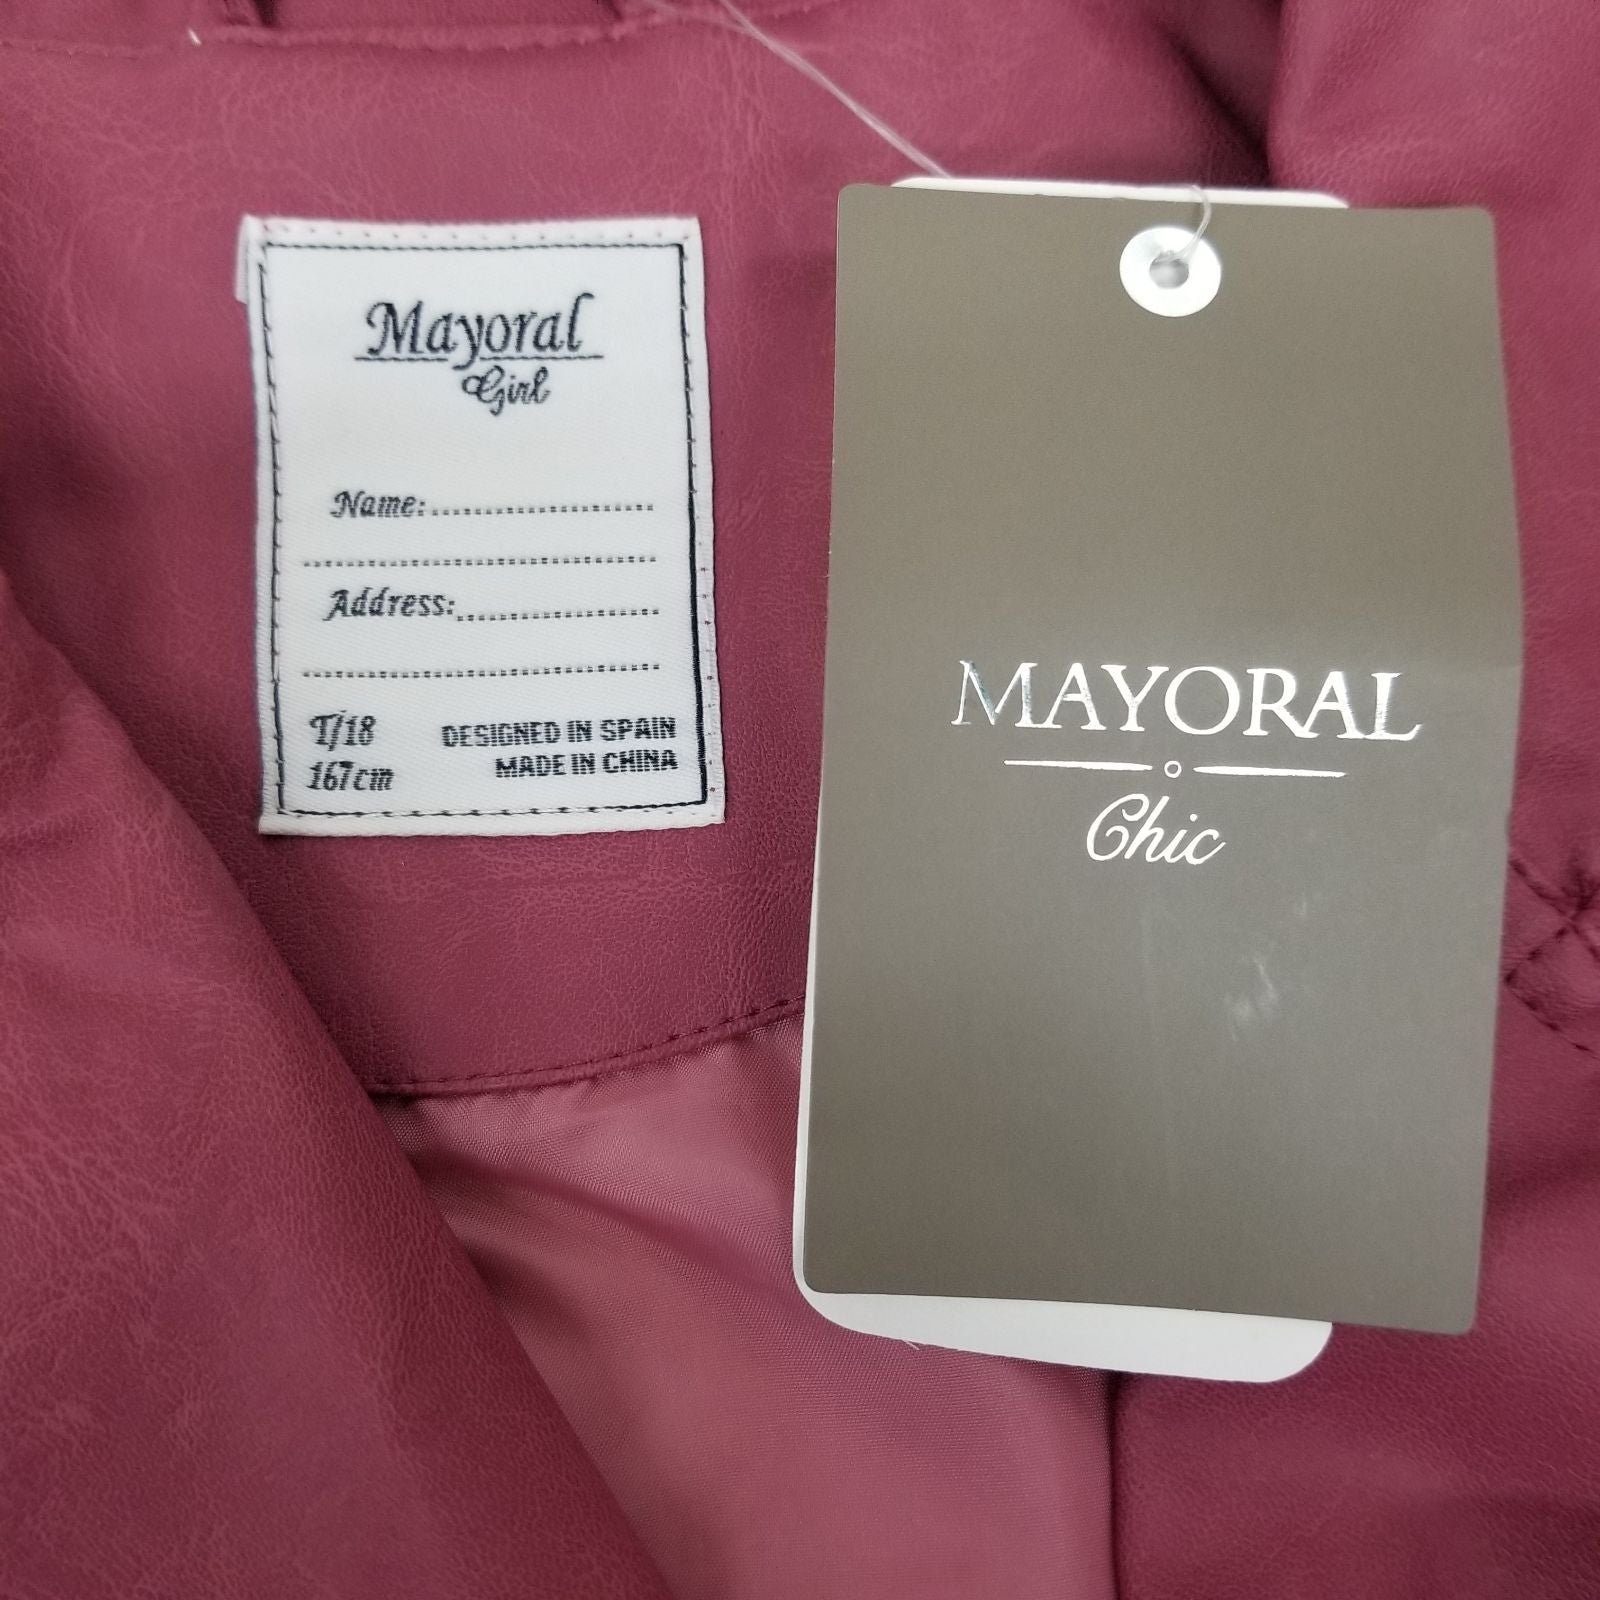 Mayoral
Girl
Name:
Address:
T/18
167cm
DESIGNED IN SPAIN
MADE IN CHINA
MAYORAL
Chic